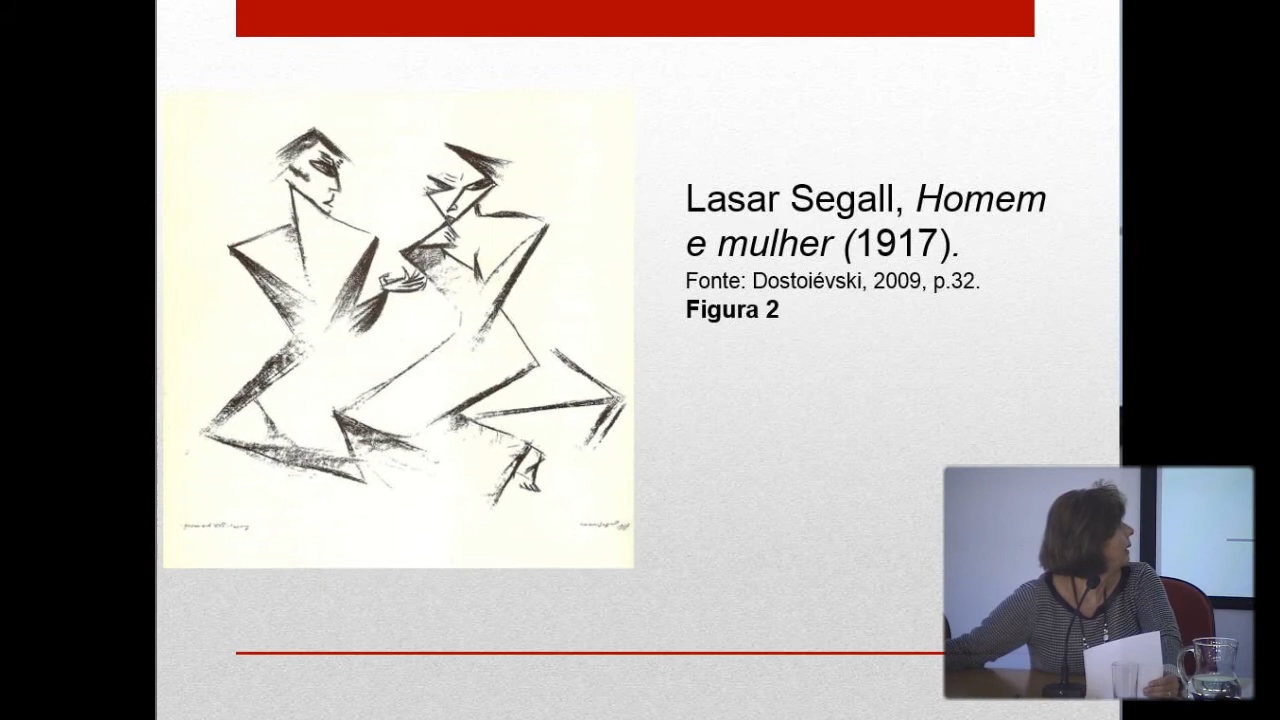 Lasar Segall, Homem
e mulher (1917).
Fonte: Dostoiévski, 2009, p.32.
Figura 2